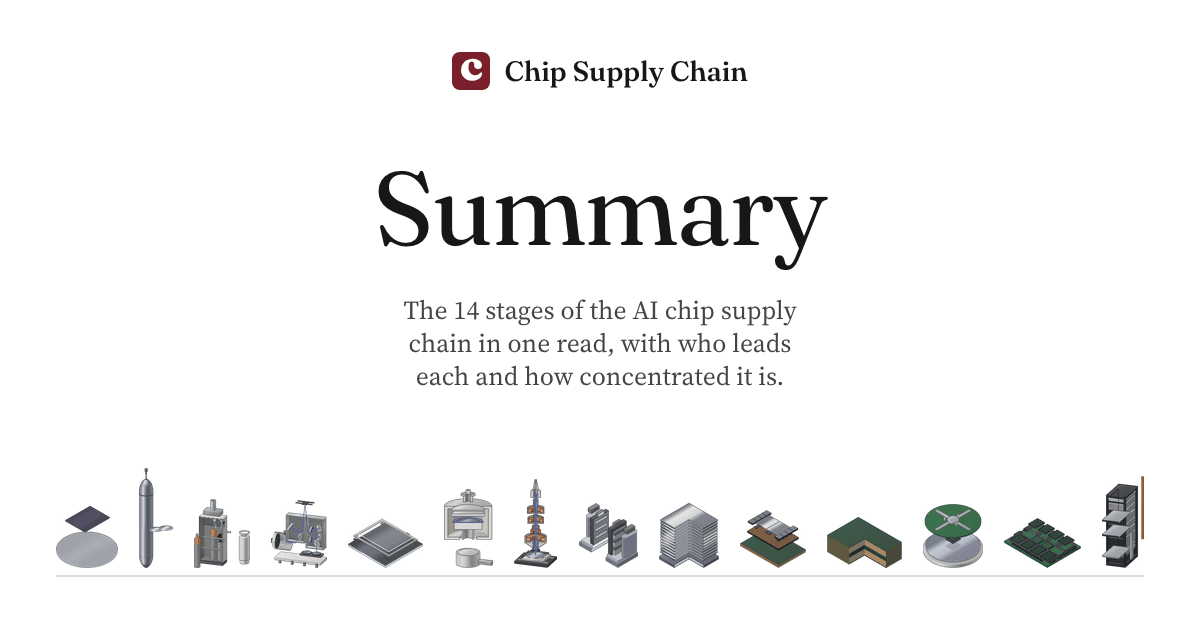 C Chip Supply Chain
Summary
The 14 stages of the AI chip supply
chain in one read, with who leads
each and how concentrated it is.